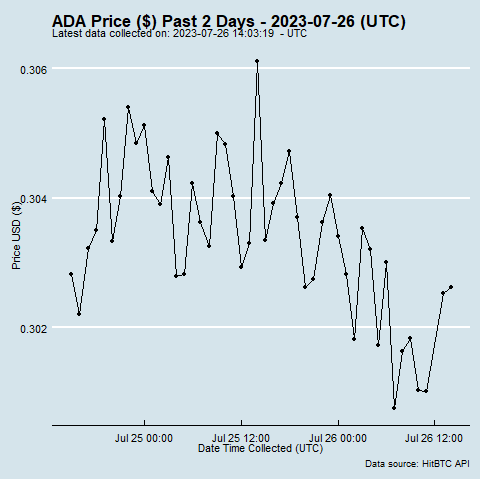 ADA Price ($) Past 2 Days - 2023-07-26 (UTC)
Latest data collected on: 2023-07-26 14:03:19 - UTC
0.306
0.304
0.302
Price USD ($)
Jul 25 00:00 Jul 25 12:00 Jul 26 00:00 Jul 26 12:00
Date Time Collected (UTC)
Data source: HitBTC API